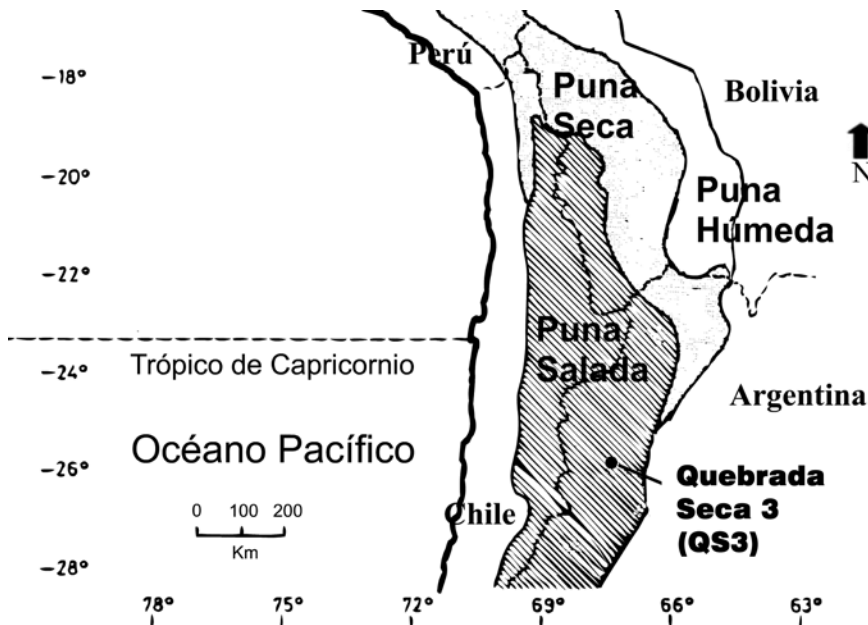 Perú
Puna
Seca
Bolivia
N
Puna
Húmeda
−18°
−20°
−22°
−24°
−26°
−28°
Puna
Salada
Trópico de Capricornio
Argentina
Océano Pacífico
Quebrada
Seca 3
(QS3)
0 100 200
Km
Chile
78° 75° 72° 69° 66° 63°